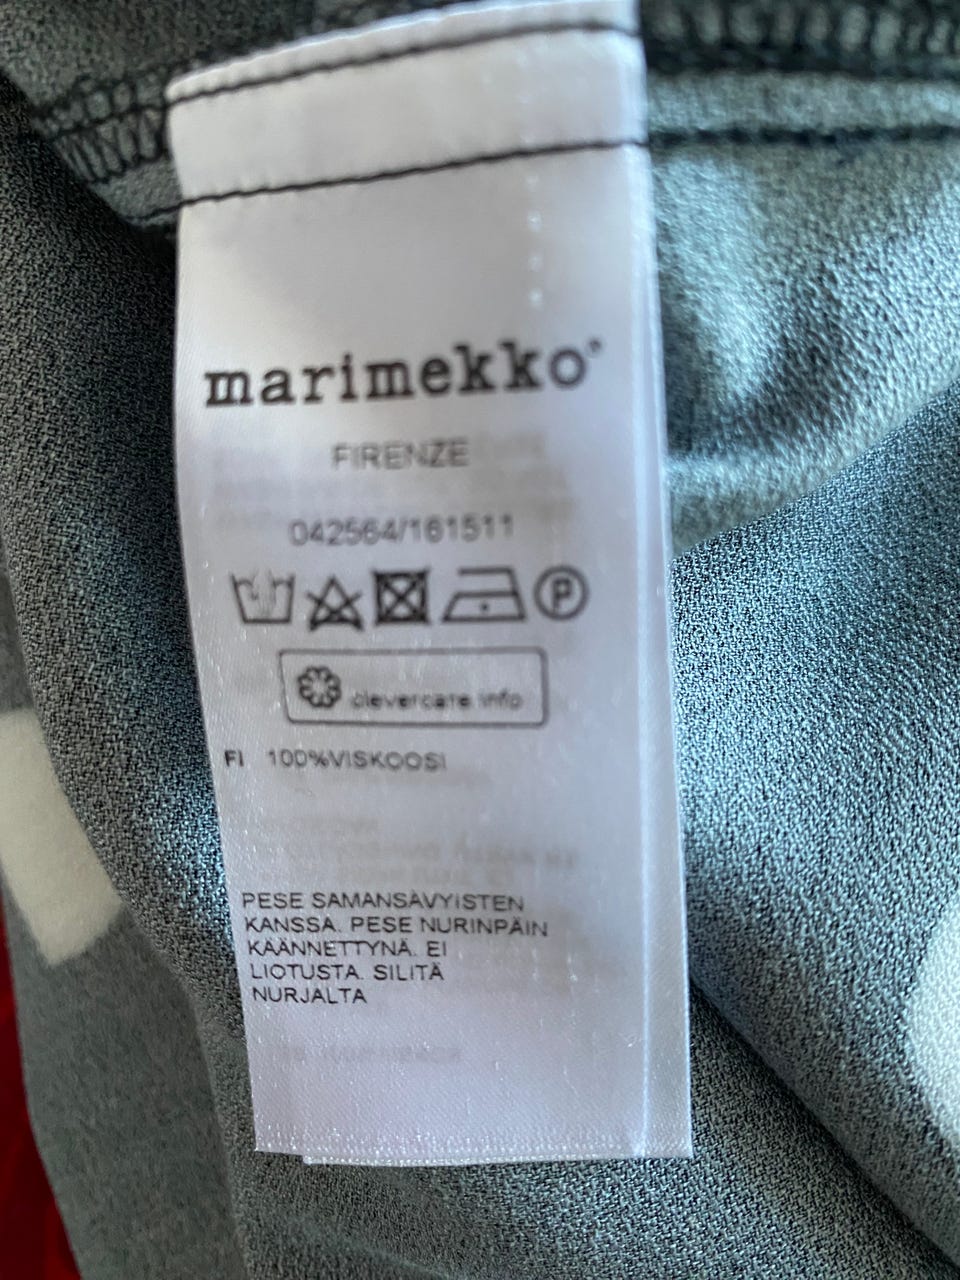 marimekko®
FIRENZE
042564/161511
P
clevercare.info
FI 100%VISKOOSI
PESE SAMANSÄVYISTEN
KANSSA. PESE NURINPÄIN
KÄÄNNETTYNÄ. EI
LIOTUSTA. SILITÄ
NURJALTA